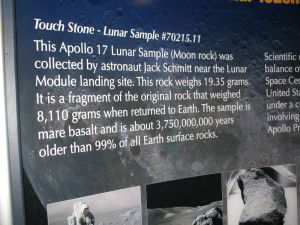 Touch Stone - Lunar Sample #70215.11
This Apollo 17 Lunar Sample (Moon rock) was
collected by astronaut Jack Schmitt near the Lunar
Module landing site. This rock weighs 19.35 grams.
It is a fragment of the original rock that weighed
8,110 grams when returned to Earth. The sample is
mare basalt and is about 3,750,000,000 years
older than 99% of all Earth surface rocks.
Scientific
balance o
Space Cen
United Sta
under a c
involving
Apollo Pr